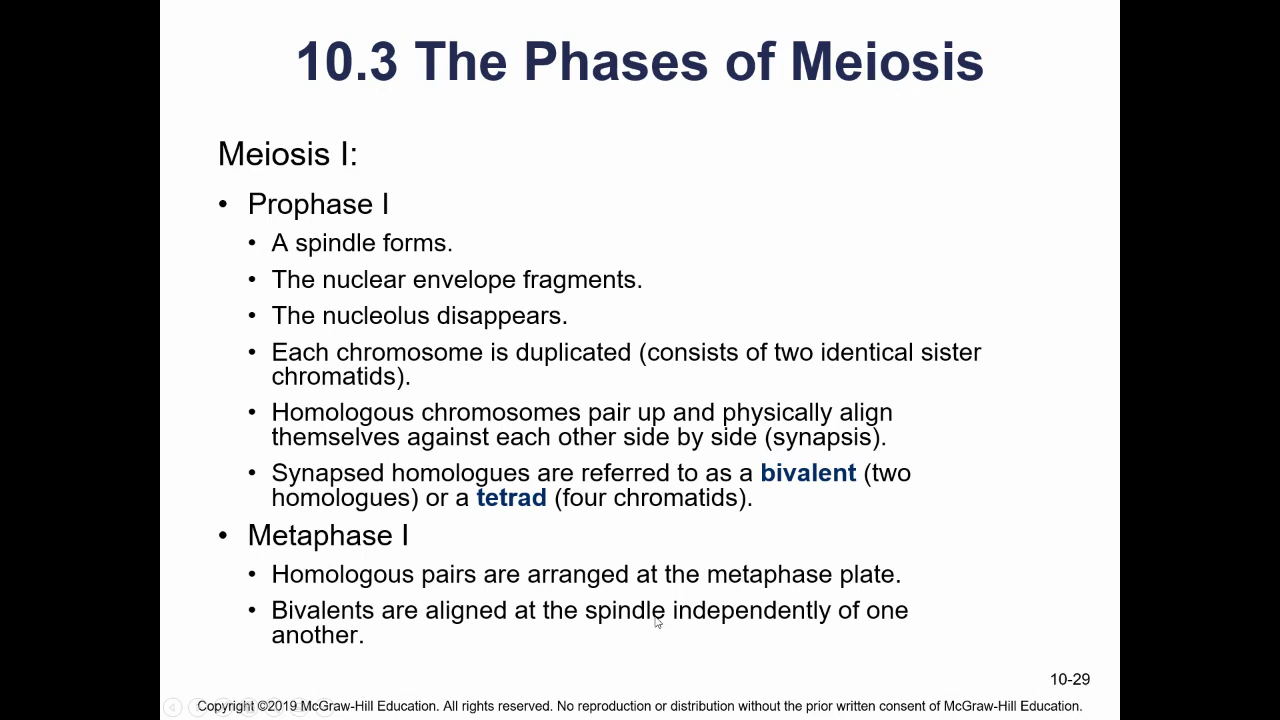 10.3 The Phases of Meiosis
Meiosis I:
• Prophase I
• A spindle forms.
• The nuclear envelope fragments.
• The nucleolus disappears.
• Each chromosome is duplicated (consists of two identical sister
chromatids).
• Homologous chromosomes pair up and physically align
themselves against each other side by side (synapsis).
• Synapsed homologues are referred to as a bivalent (two
homologues) or a tetrad (four chromatids).
• Metaphase I
• Homologous pairs are arranged at the metaphase plate.
• Bivalents are aligned at the spindle independently of one
another.
10-29
Copyright ©2019 McGraw-Hill Education. All rights reserved. No reproduction or distribution without the prior written consent of McGraw-Hill Education.